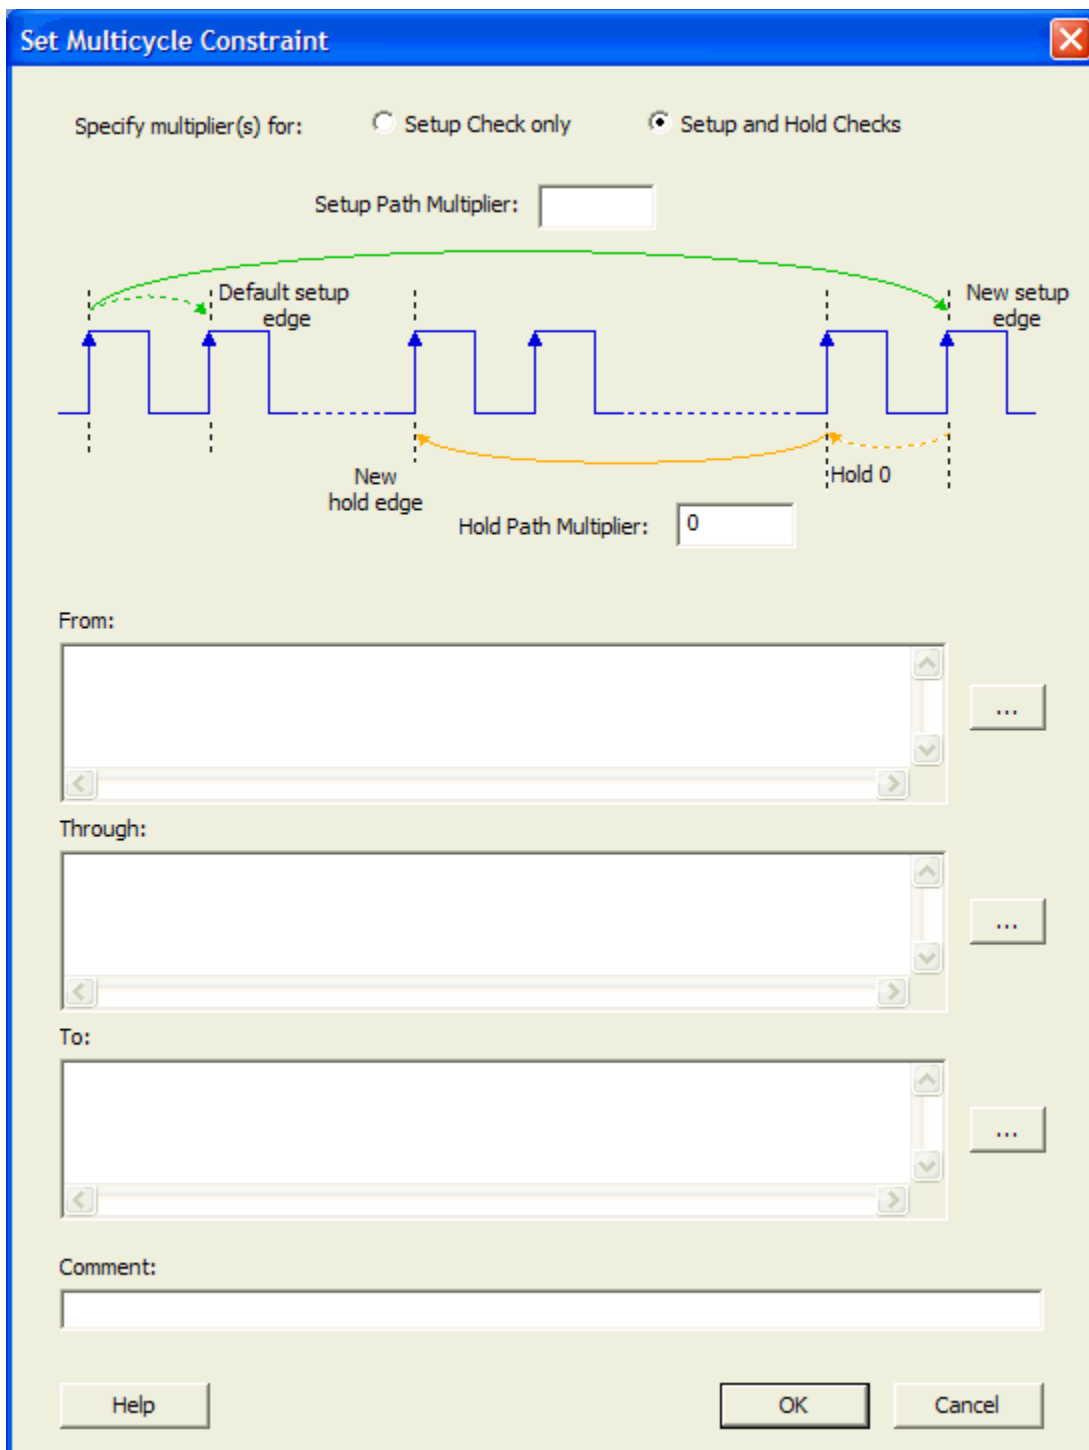 Set Multicycle Constraint
Specify multiplier(s) for:
Setup Check only
Setup and Hold Checks
Setup Path Multiplier:
Default setup
edge
New setup
edge
New
hold edge
Hold 0
Hold Path Multiplier:
0
From:
...
Through:
...
To:
...
Comment:
Help
OK
Cancel